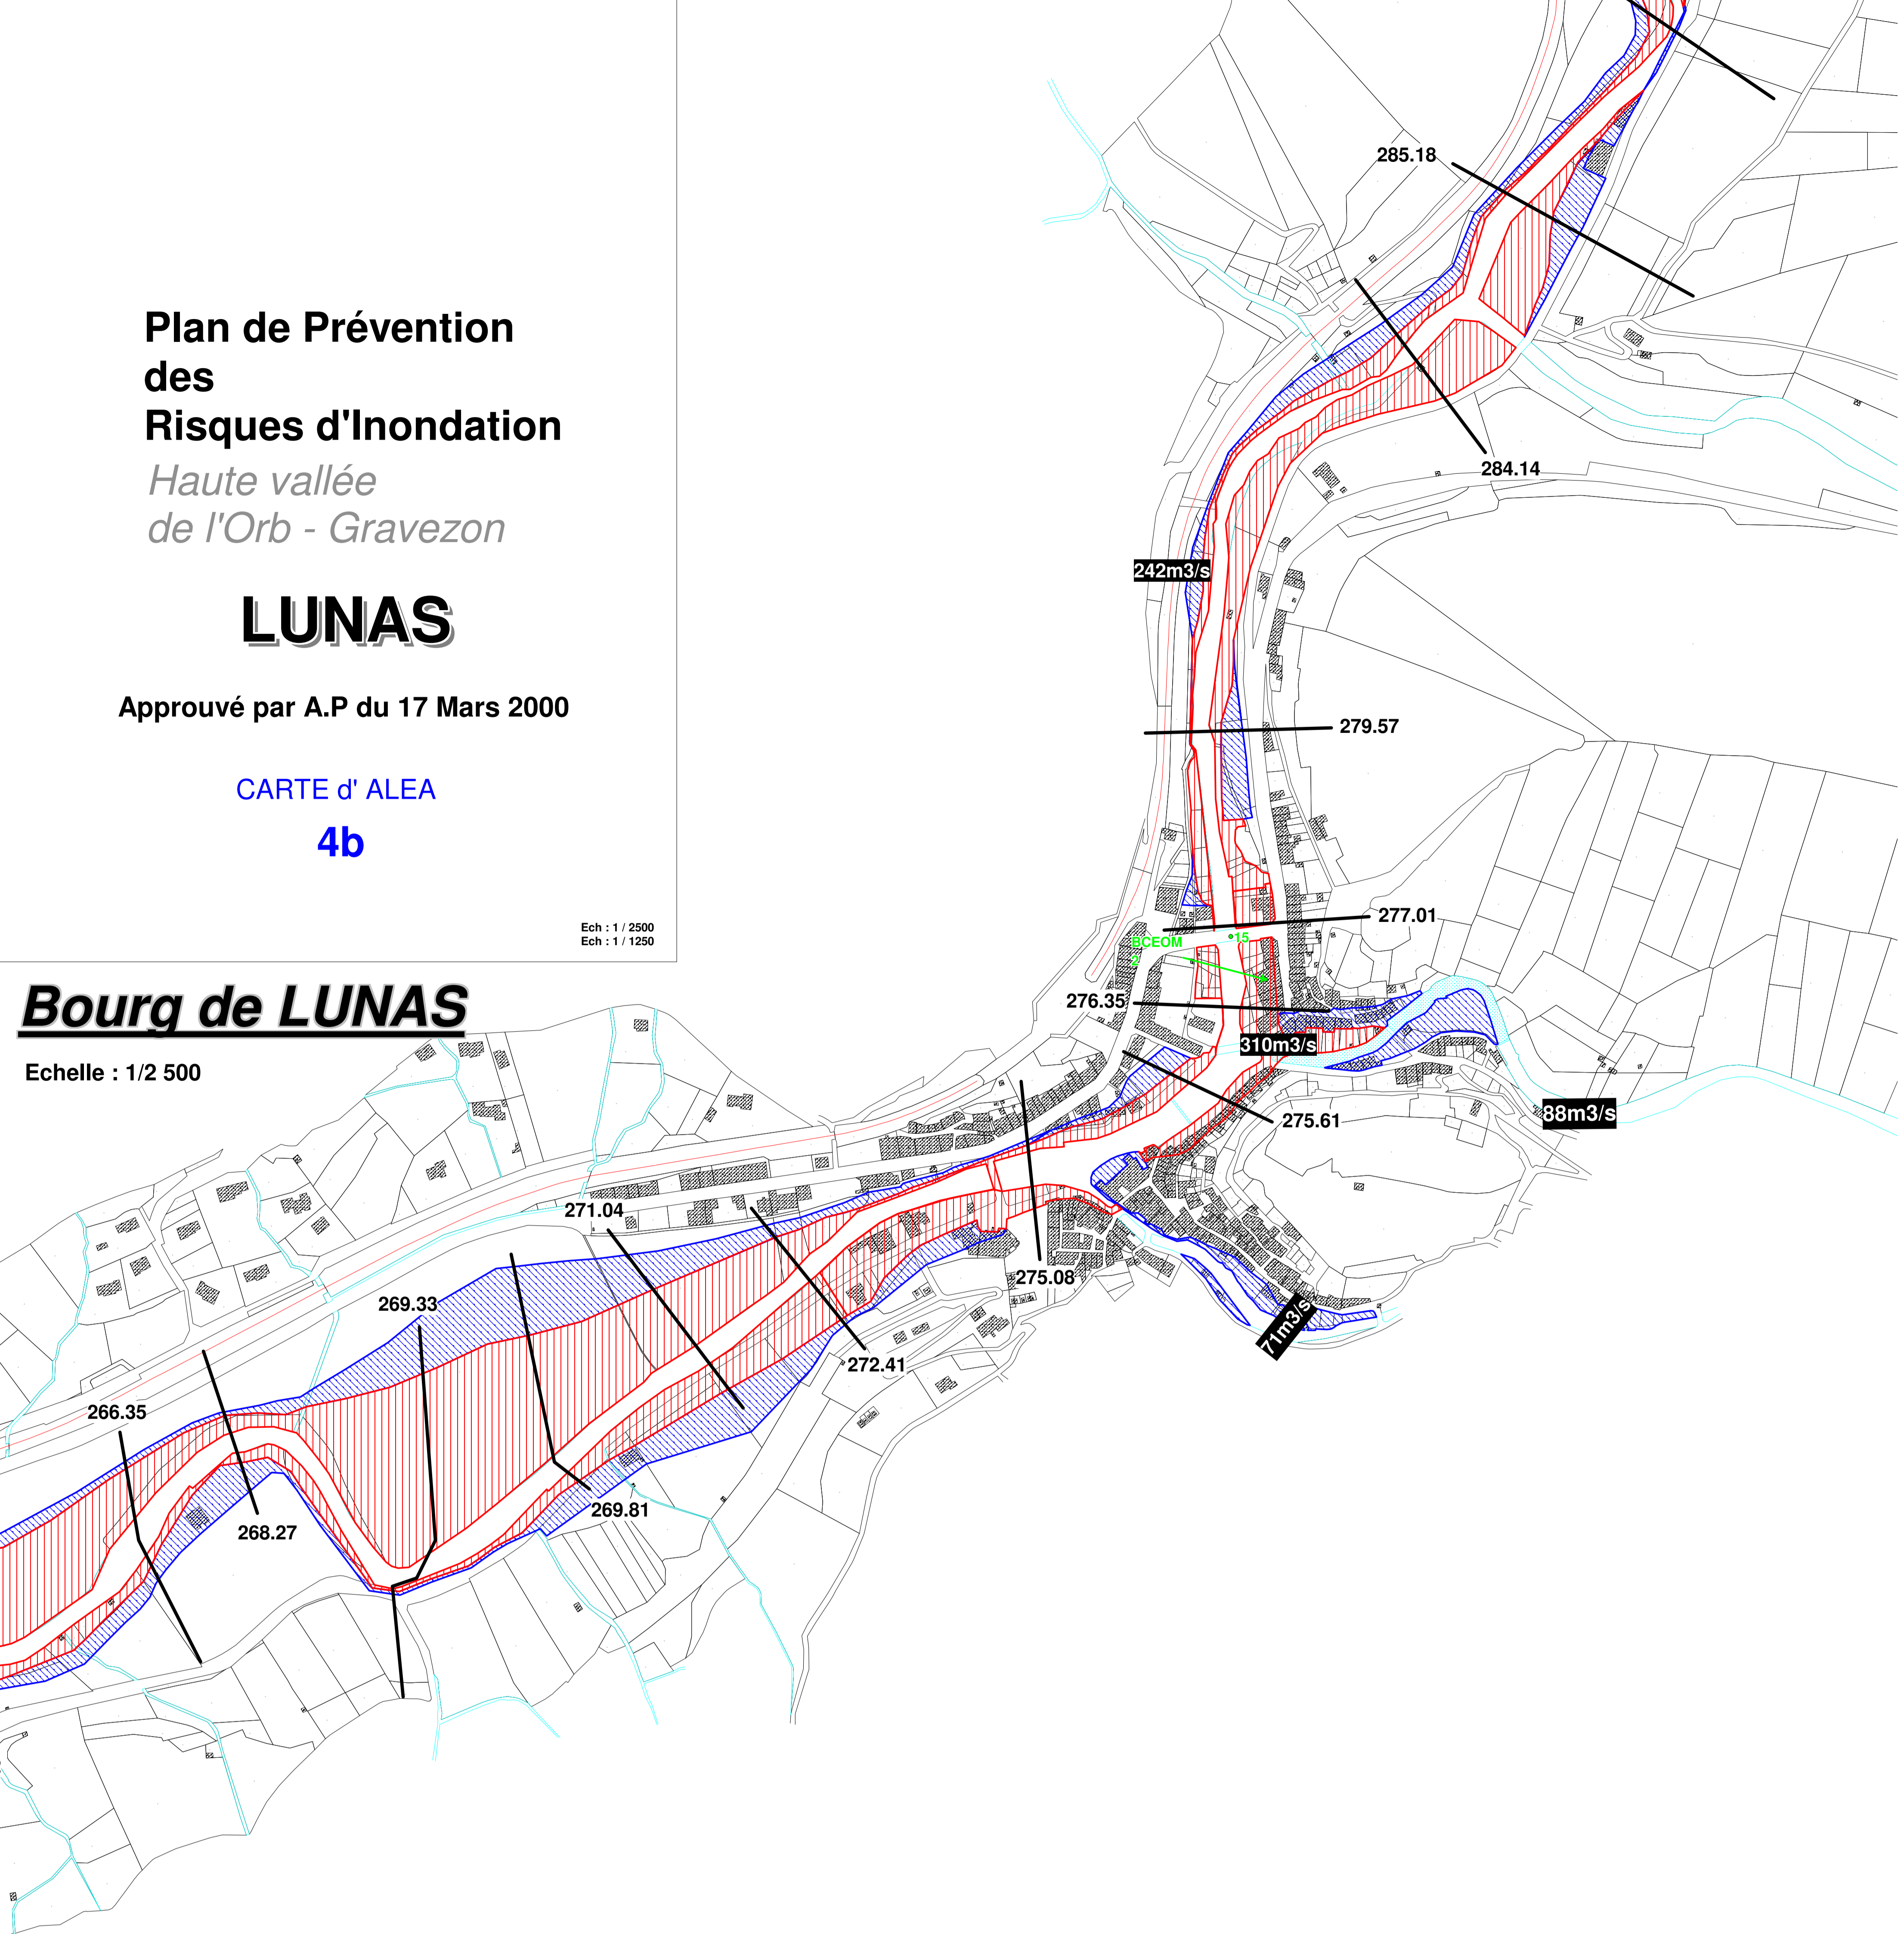 Plan de Prévention
des
Risques d'Inondation
Haute vallée
de l'Orb - Gravezon
LUNAS
Approuvé par A.P du 17 Mars 2000
CARTE d' ALEA
4b
Ech : 1 / 2500
Ech : 1 / 1250
Bourg de LUNAS
Echelle : 1/2 500
285.18
284.14
242m3/s
279.57
277.01
BCEOM
2
15
276.35
310m3/s
88m3/s
275.61
271.04
275.08
269.33
71m3/s
272.41
266.35
269.81
268.27